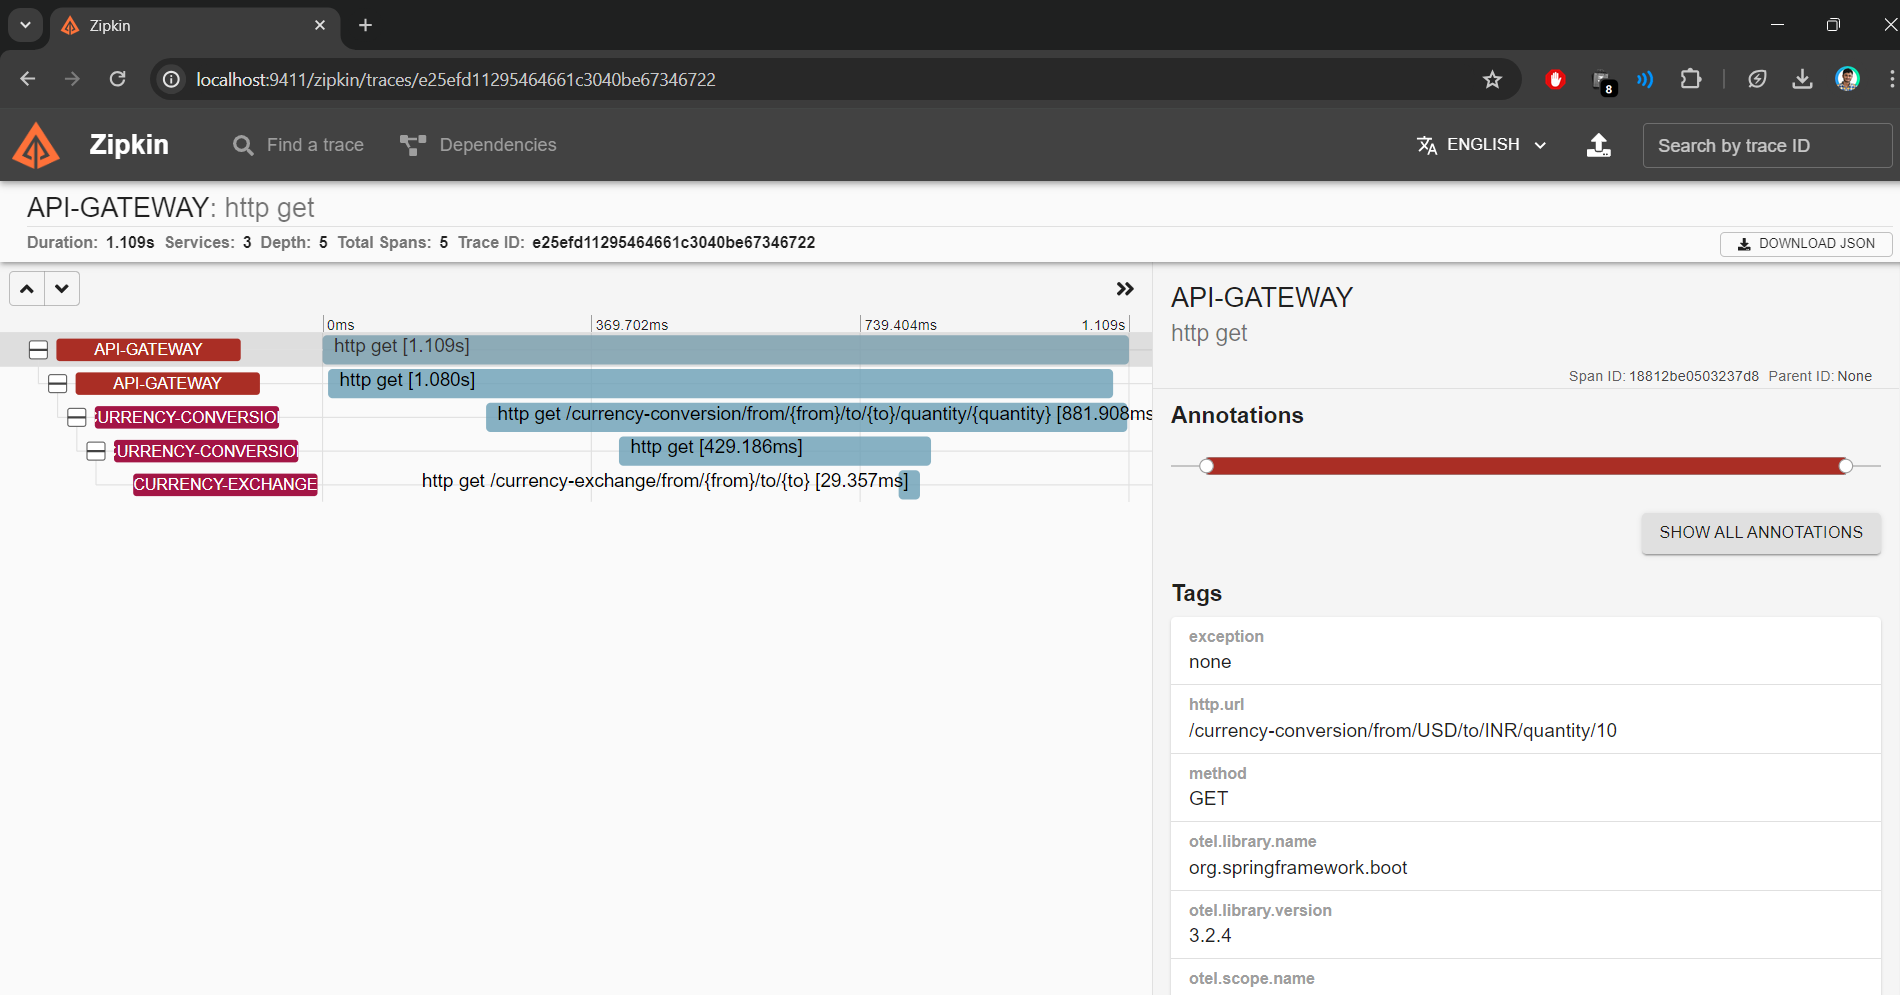 Zipkin
localhost:9411/zipkin/traces/e25efd11295464661c3040be67346722
8
Zipkin
Find a trace
Dependencies
ENGLISH
Search by trace ID
API-GATEWAY: http get
Duration: 1.109s Services: 3 Depth: 5 Total Spans: 5 Trace ID: e25efd11295464661c3040be67346722
DOWNLOAD JSON
0ms 369.702ms 739.404ms 1.109s
API-GATEWAY http get [1.109s]
API-GATEWAY http get [1.080s]
CURRENCY-CONVERSION http get /currency-conversion/from/{from}/to/{to}/quantity/{quantity} [881.908ms
CURRENCY-CONVERSION http get [429.186ms]
CURRENCY-EXCHANGE http get /currency-exchange/from/{from}/to/{to} [29.357ms]
API-GATEWAY
http get
Span ID: 18812be0503237d8 Parent ID: None
Annotations
SHOW ALL ANNOTATIONS
Tags
exception
none
http.url
/currency-conversion/from/USD/to/INR/quantity/10
method
GET
otel.library.name
org.springframework.boot
otel.library.version
3.2.4
otel.scope.name